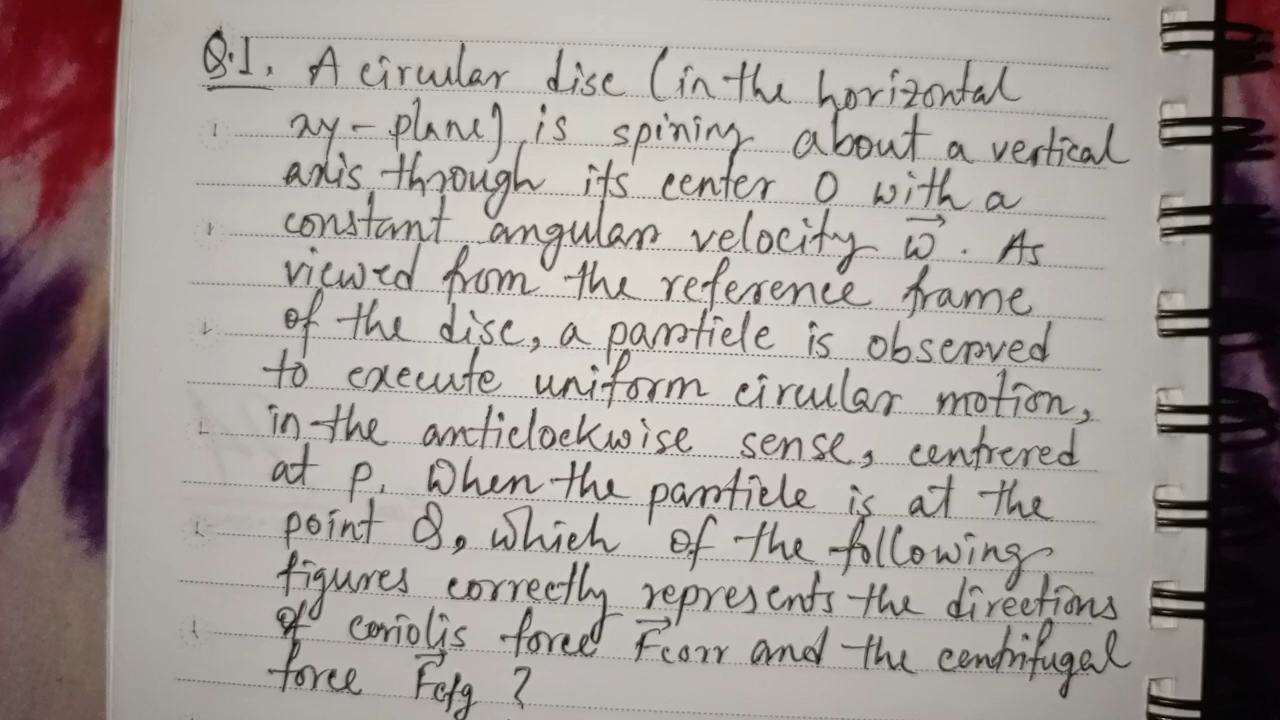 Q.1. A circular disc (in the horizontal
xy-plane) is spining about a vertical
axis through its center O with a
constant angular velocity ω⃗. As
viewed from the reference frame
of the disc, a particle is observed
to execute uniform circular motion,
in the anticlockwise sense, centrered
at p. When the particle is at the
point Q, which of the following
figures correctly represents the directions
of coriolis force F⃗corr and the centrifugal
force F⃗cfg ?